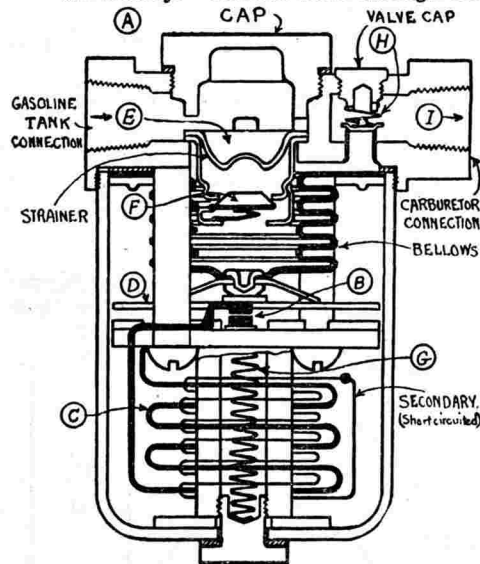 A
CAP
VALVE CAP
H
GASOLINE
TANK
CONNECTION
E
I
STRAINER
F
CARBURETOR
CONNECTION
BELLOWS
D
B
G
C
SECONDARY.
(Short circuited)